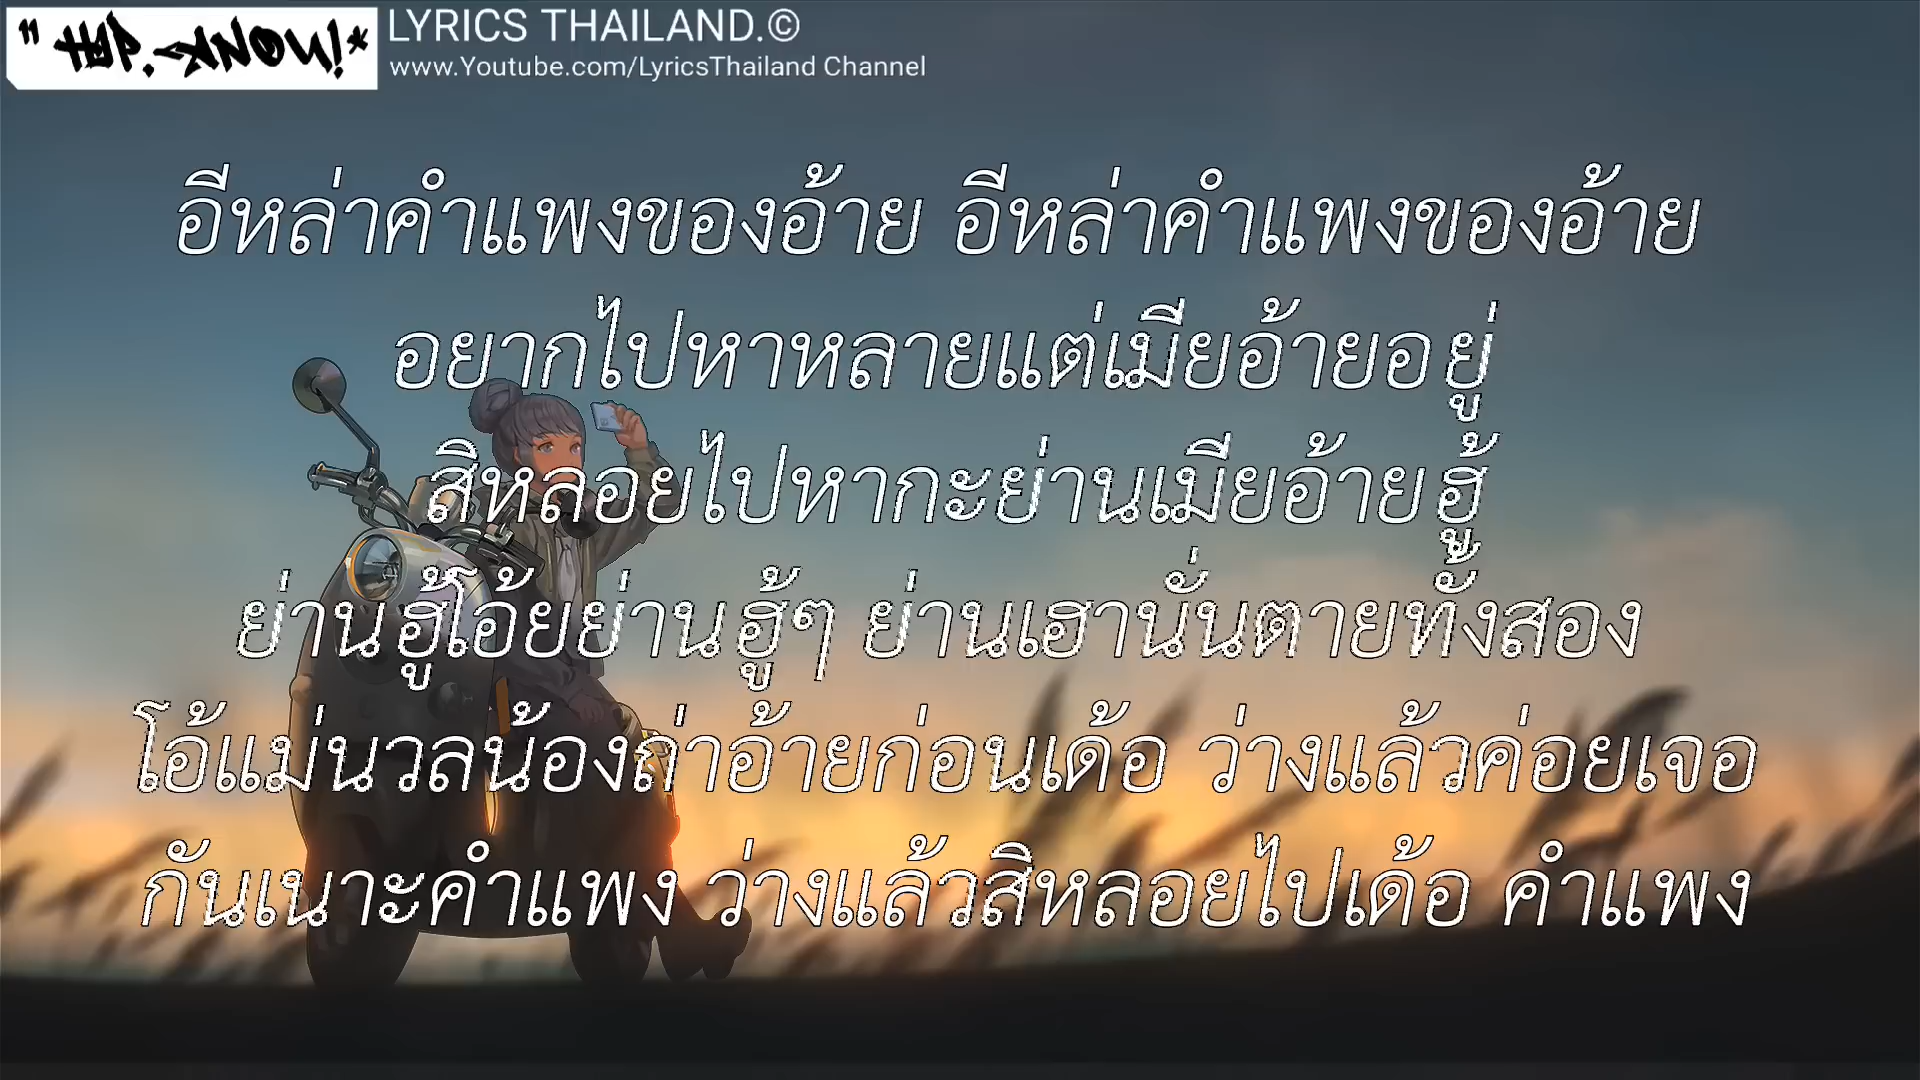 " HAP.-KNOW!*
LYRICS THAILAND.©
www.Youtube.com/LyricsThailand Channel
อีหล่าคำแพงของอ้าย อีหล่าคำแพงของอ้าย
อยากไปหาหลายแต่เมียอ้ายอยู่
สิหลอยไปหากะย่านเมียอ้ายฮู้
ย่านฮู้โอ้ยย่านฮู้ๆ ย่านเฮานั่นตายทั้งสอง
โอ้แม่นวลน้องถ่าอ้ายก่อนเด้อ ว่างแล้วค่อยเจอ
กันเนาะคำแพง ว่างแล้วสิหลอยไปเด้อ คำแพง